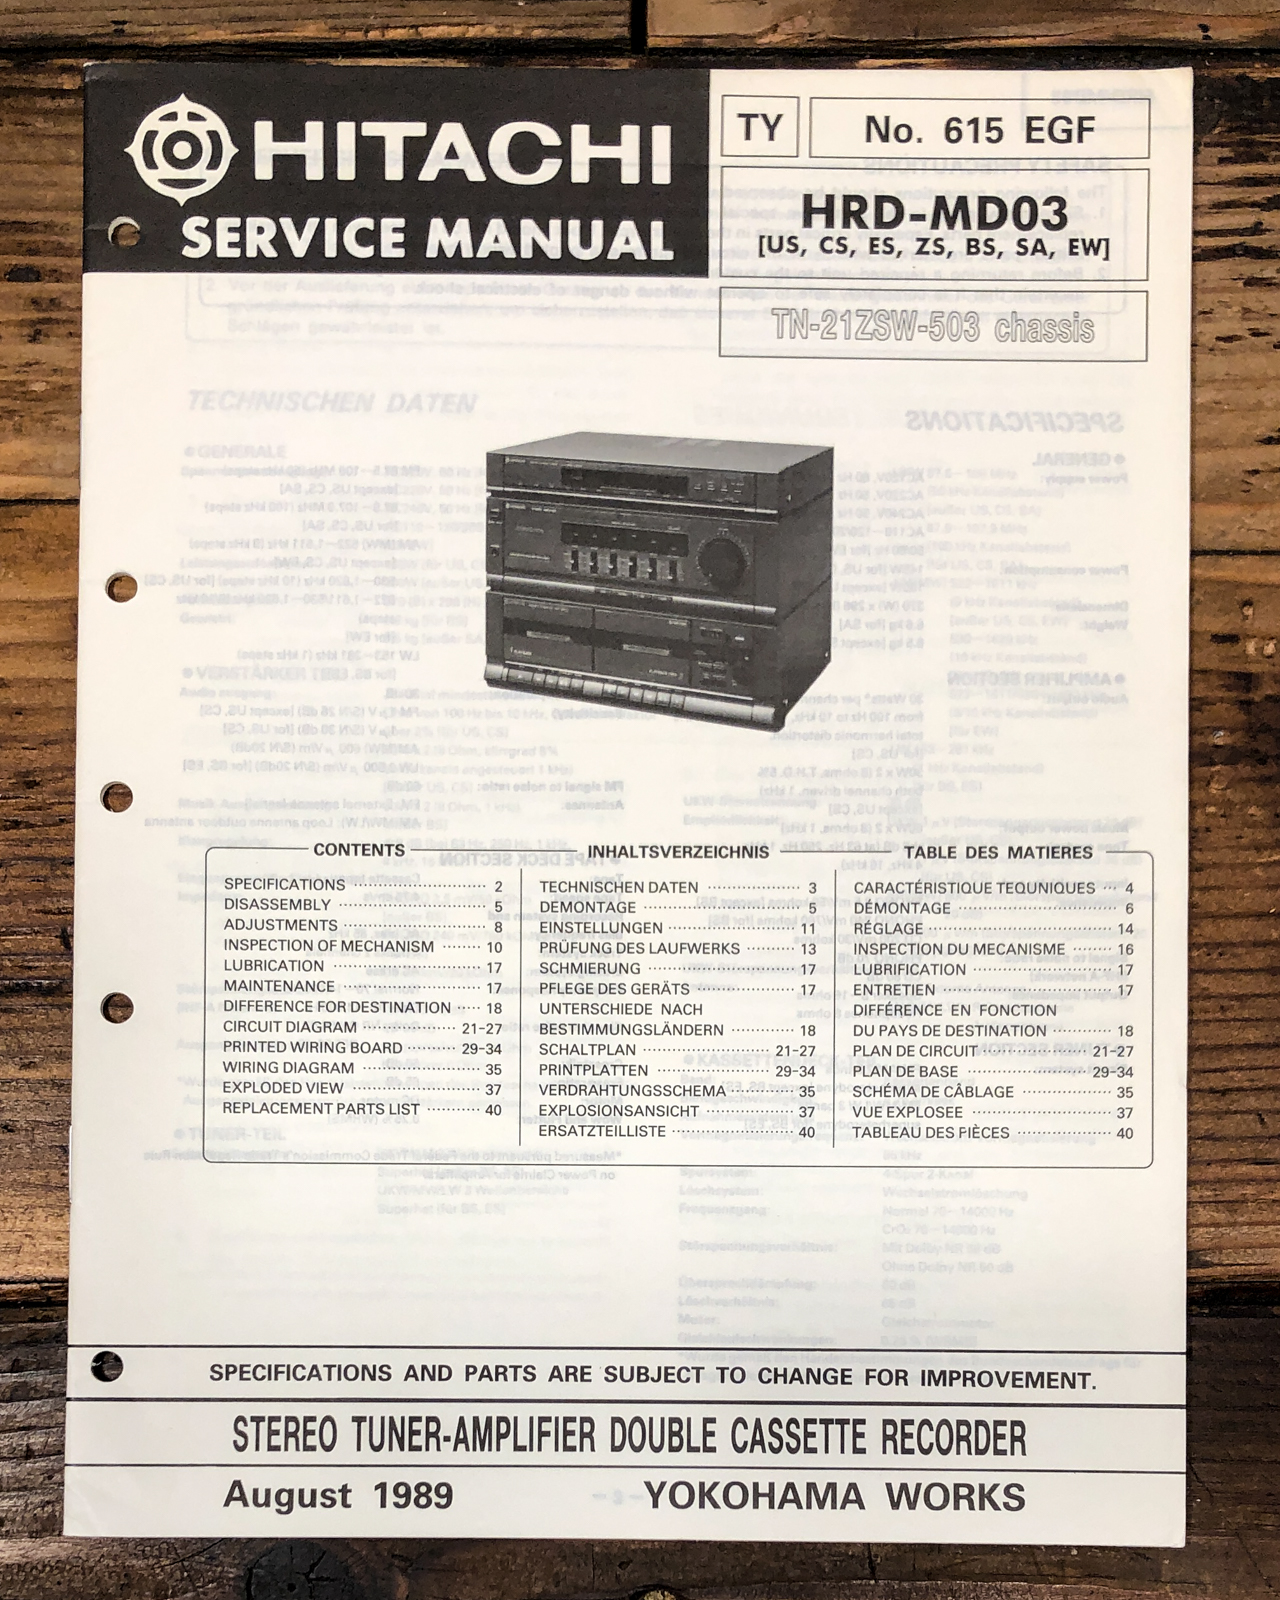 HITACHI
SERVICE MANUAL
TY
No. 615 EGF
HRD-MD03
[US, CS, ES, ZS, BS, SA, EW]
TN-21ZSW-503 chassis
CONTENTS
SPECIFICATIONS 2
DISASSEMBLY 5
ADJUSTMENTS 8
INSPECTION OF MECHANISM 10
LUBRICATION 17
MAINTENANCE 17
DIFFERENCE FOR DESTINATION 18
CIRCUIT DIAGRAM 21-27
PRINTED WIRING BOARD 29-34
WIRING DIAGRAM 35
EXPLODED VIEW 37
REPLACEMENT PARTS LIST 40
INHALTSVERZEICHNIS
TECHNISCHEN DATEN 3
DEMONTAGE 5
EINSTELLUNGEN 11
PRÜFUNG DES LAUFWERKS 13
SCHMIERUNG 17
PFLEGE DES GERÄTS 17
UNTERSCHIEDE NACH
BESTIMMUNGSLÄNDERN 18
SCHALTPLAN 21-27
PRINTPLATTEN 29-34
VERDRAHTUNGSSCHEMA 35
EXPLOSIONSANSICHT 37
ERSATZTEILLISTE 40
TABLE DES MATIERES
CARACTÉRISTIQUE TEQUNIQUES 4
DÉMONTAGE 6
RÉGLAGE 14
INSPECTION DU MECANISME 16
LUBRIFICATION 17
ENTRETIEN 17
DIFFÉRENCE EN FONCTION
DU PAYS DE DESTINATION 18
PLAN DE CIRCUIT 21-27
PLAN DE BASE 29-34
SCHÉMA DE CÂBLAGE 35
VUE EXPLOSEE 37
TABLEAU DES PIÈCES 40
SPECIFICATIONS AND PARTS ARE SUBJECT TO CHANGE FOR IMPROVEMENT.
STEREO TUNER-AMPLIFIER DOUBLE CASSETTE RECORDER
August 1989
YOKOHAMA WORKS